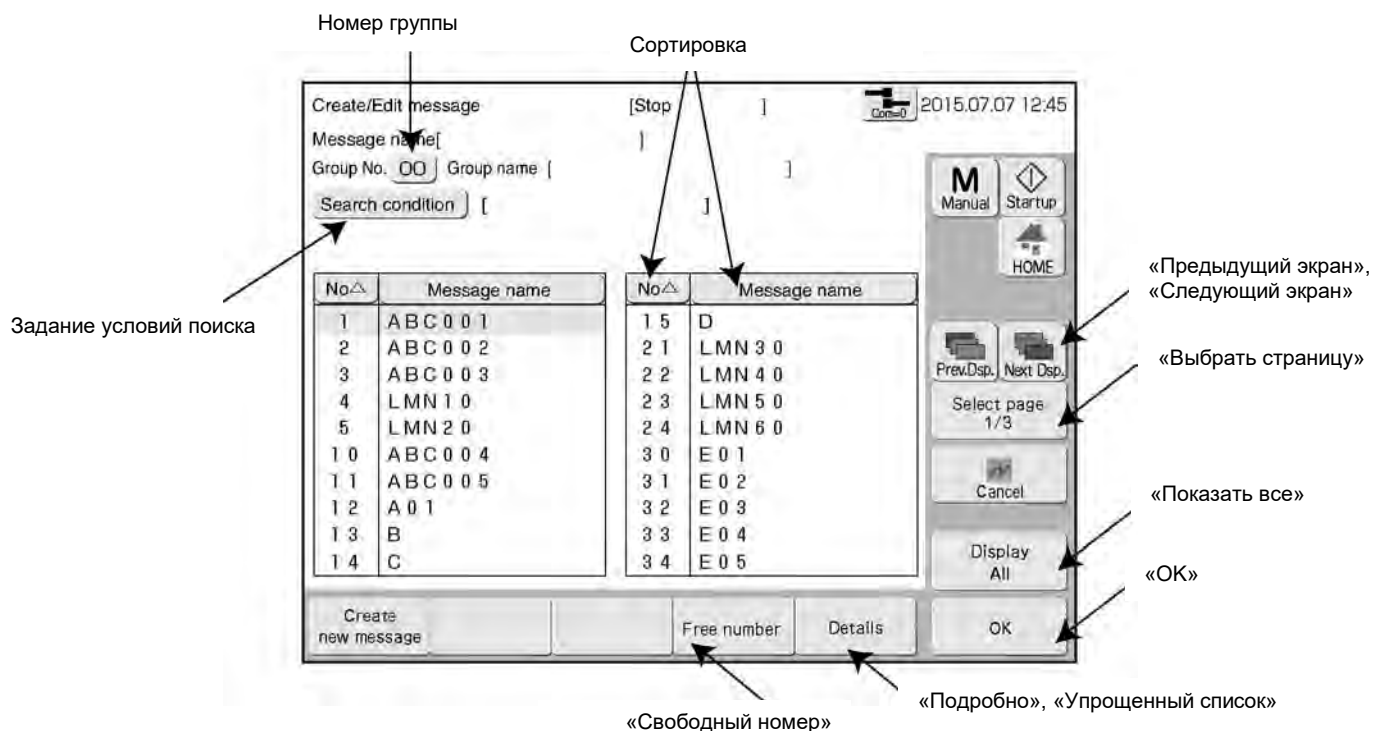 Номер группы
Сортировка
Create/Edit message [Stop ] Com=0 2015.07.07 12:45
Message name[ ]
Group No. 00 Group name [ ]
Search condition [ ]
M
Manual
Startup
HOME
«Предыдущий экран»,
«Следующий экран»
Задание условий поиска
No△ Message name No△ Message name
1 ABC001 15 D
2 ABC002 21 LMN30
3 ABC003 22 LMN40
4 LMN10 23 LMN50
5 LMN20 24 LMN60
10 ABC004 30 E01
11 ABC005 31 E02
12 A01 32 E03
13 B 33 E04
14 C 34 E05
Prev.Dsp. Next Dsp.
«Выбрать страницу»
Select page
1/3
Cancel
«Показать все»
Display
All
«OK»
Create
new message
Free number
Details
OK
«Подробно», «Упрощенный список»
«Свободный номер»